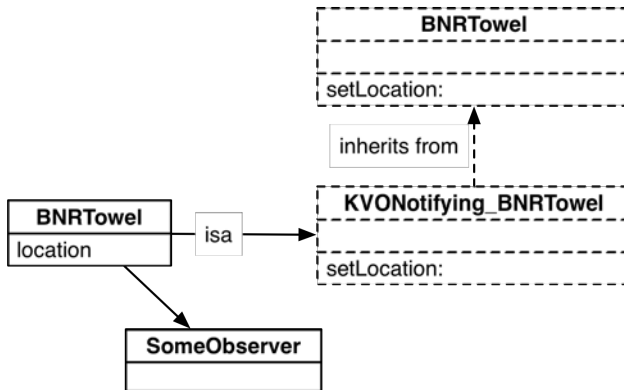 BNRTowel
setLocation:
inherits from
KVONotifying_BNRTowel
setLocation:
BNRTowel
location
isa
SomeObserver